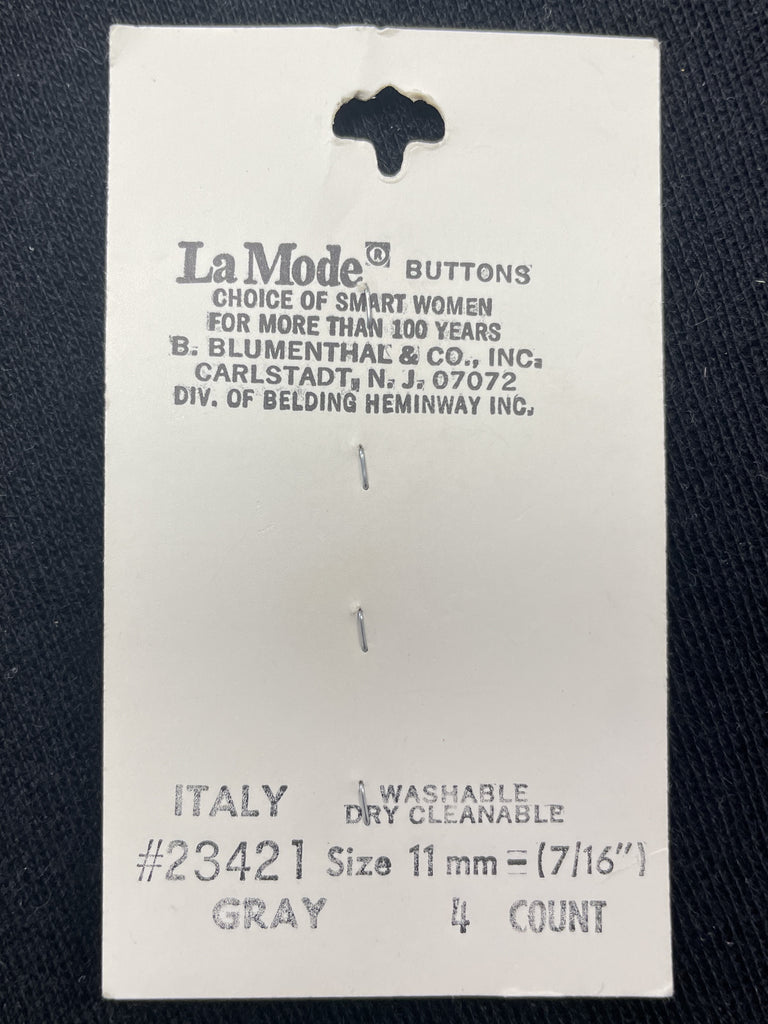 La Mode® BUTTONS
CHOICE OF SMART WOMEN
FOR MORE THAN 100 YEARS
B. BLUMENTHAL & CO., INC.
CARLSTADT, N. J. 07072
DIV. OF BELDING HEMINWAY INC.
ITALY WASHABLE
DRY CLEANABLE
#23421 Size 11 mm = (7/16")
GRAY 4 COUNT